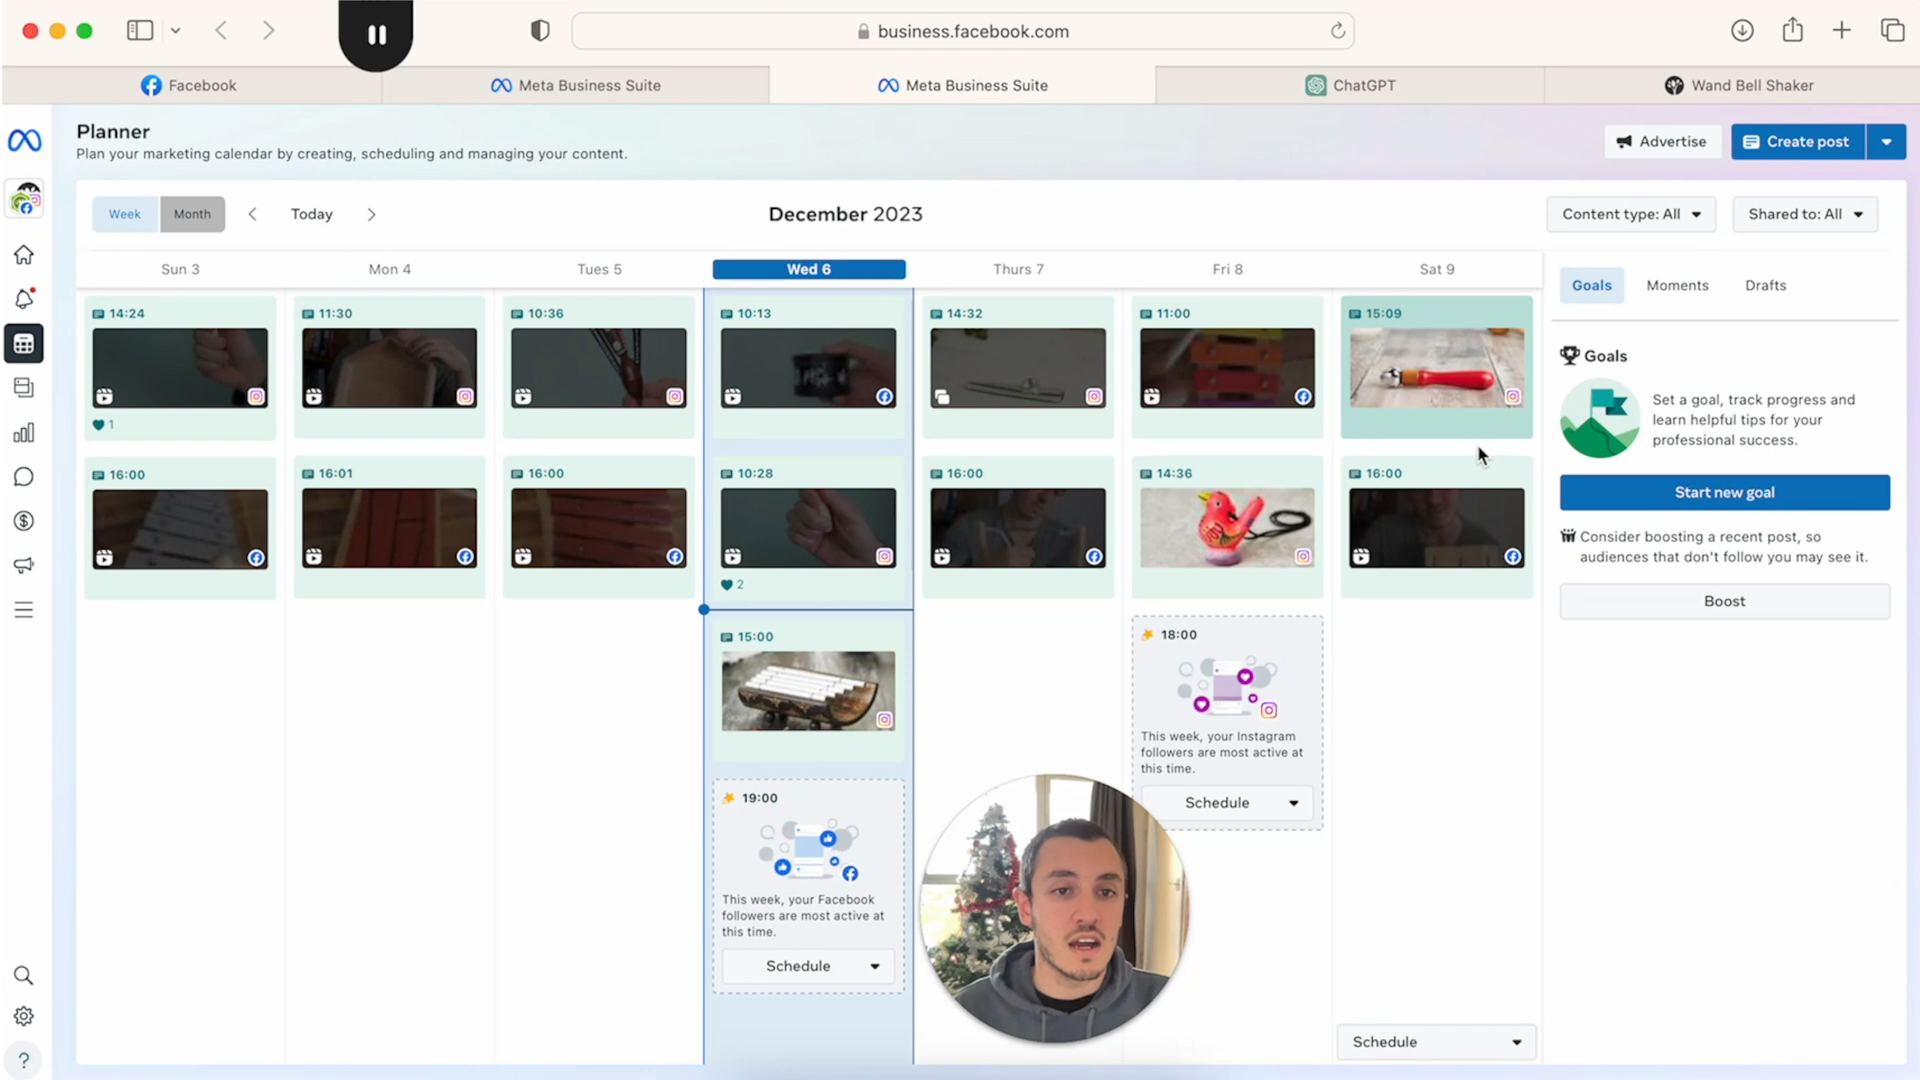 business.facebook.com
Facebook
Meta Business Suite
Meta Business Suite
ChatGPT
Wand Bell Shaker
Planner
Plan your marketing calendar by creating, scheduling and managing your content.
Advertise
Create post
Week
Month
Today
December 2023
Content type: All
Shared to: All
Sun 3
Mon 4
Tues 5
Wed 6
Thurs 7
Fri 8
Sat 9
14:24
11:30
10:36
10:13
14:32
11:00
15:09
1
16:00
16:01
16:00
10:28
16:00
14:36
16:00
2
15:00
18:00
This week, your Instagram
followers are most active at
this time.
Schedule
19:00
This week, your Facebook
followers are most active at
this time.
Schedule
Schedule
Goals
Moments
Drafts
Goals
Set a goal, track progress and
learn helpful tips for your
professional success.
Start new goal
Consider boosting a recent post, so
audiences that don't follow you may see it.
Boost
?